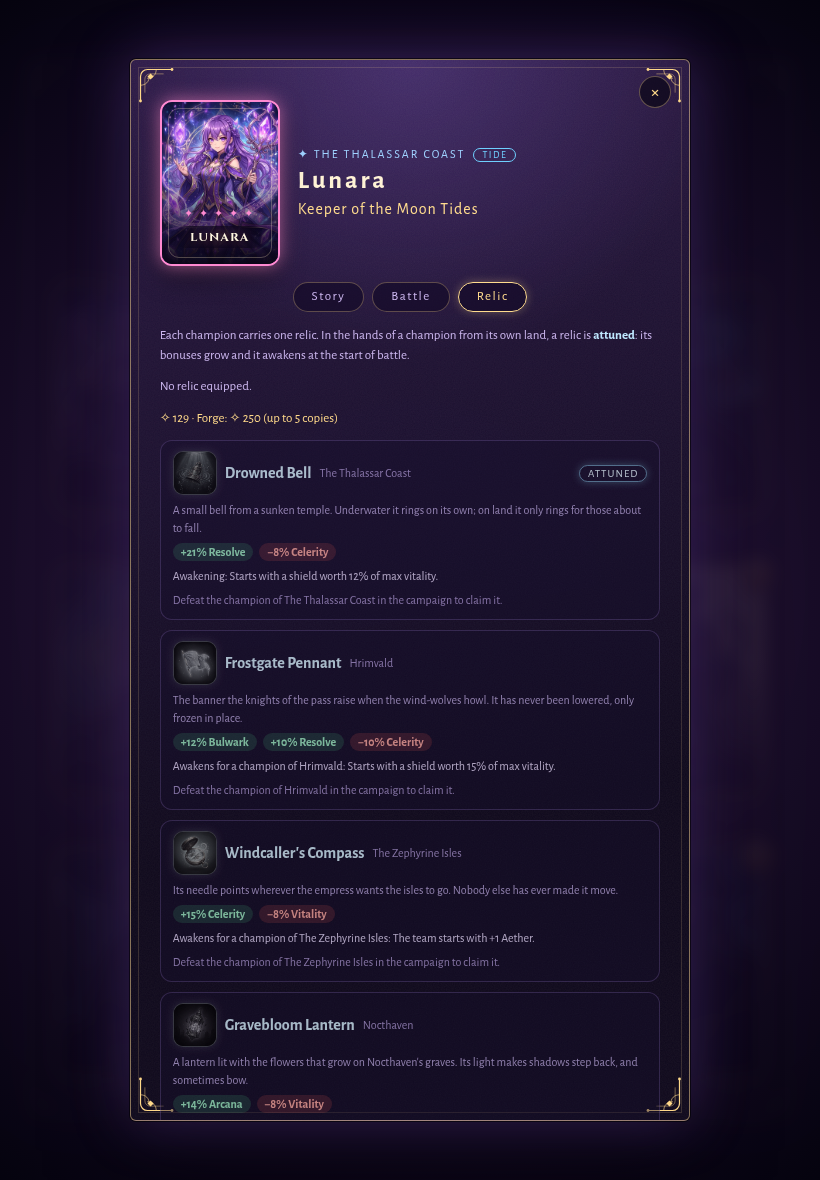 ×
✦ THE THALASSAR COAST TIDE
Lunara
Keeper of the Moon Tides
LUNARA
Story Battle Relic
Each champion carries one relic. In the hands of a champion from its own land, a relic is attuned: its
bonuses grow and it awakens at the start of battle.
No relic equipped.
✧ 129 · Forge: ✧ 250 (up to 5 copies)
Drowned Bell The Thalassar Coast ATTUNED
A small bell from a sunken temple. Underwater it rings on its own; on land it only rings for those about
to fall.
+21% Resolve −8% Celerity
Awakening: Starts with a shield worth 12% of max vitality.
Defeat the champion of The Thalassar Coast in the campaign to claim it.
Frostgate Pennant Hrimvald
The banner the knights of the pass raise when the wind-wolves howl. It has never been lowered, only
frozen in place.
+12% Bulwark +10% Resolve −10% Celerity
Awakens for a champion of Hrimvald: Starts with a shield worth 15% of max vitality.
Defeat the champion of Hrimvald in the campaign to claim it.
Windcaller's Compass The Zephyrine Isles
Its needle points wherever the empress wants the isles to go. Nobody else has ever made it move.
+15% Celerity −8% Vitality
Awakens for a champion of The Zephyrine Isles: The team starts with +1 Aether.
Defeat the champion of The Zephyrine Isles in the campaign to claim it.
Gravebloom Lantern Nocthaven
A lantern lit with the flowers that grow on Nocthaven's graves. Its light makes shadows step back, and
sometimes bow.
+14% Arcana −8% Vitality